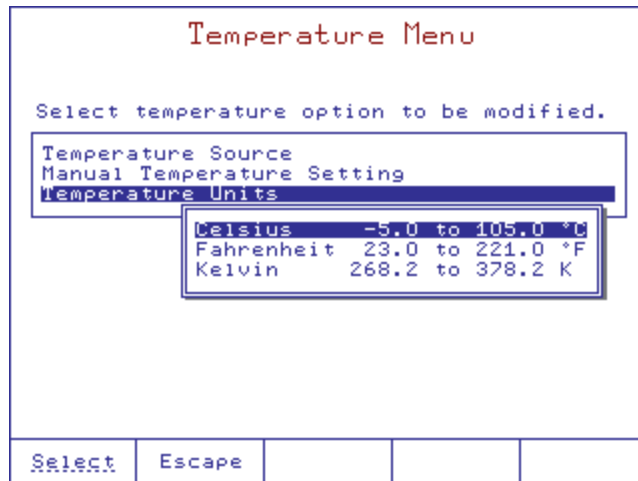 Temperature Menu
Select temperature option to be modified.
Temperature Source
Manual Temperature Setting
Temperature Units
Celsius -5.0 to 105.0 °C
Fahrenheit 23.0 to 221.0 °F
Kelvin 268.2 to 378.2 K
Select Escape